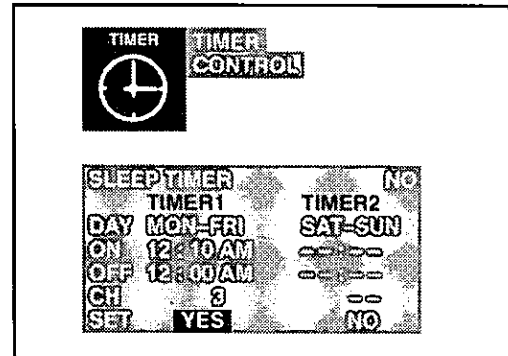 TIMER
TIMER
CONTROL
SLEEP TIMER NO
TIMER1 TIMER2
DAY MON-FRI SAT-SUN
ON 12:10 AM --:--
OFF 12:00 AM --:--
CH 3 --
SET YES NO